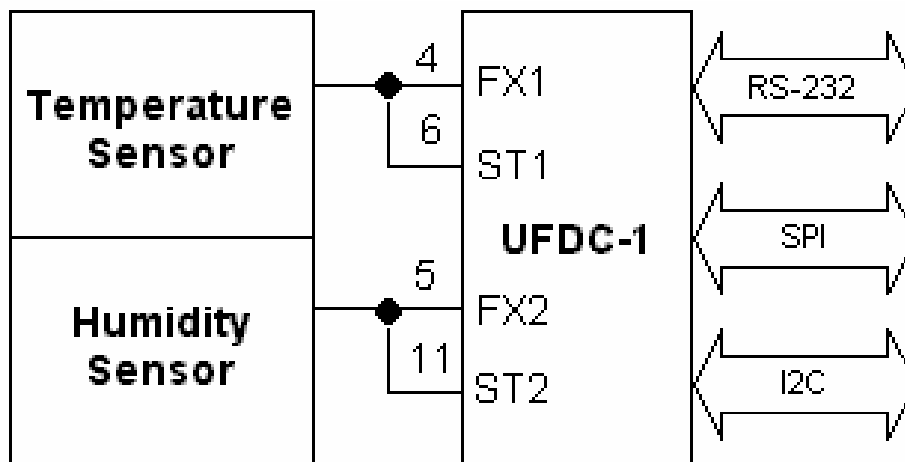 Temperature
Sensor
Humidity
Sensor
4
6
5
11
FX1
ST1
UFDC-1
FX2
ST2
RS-232
SPI
I2C